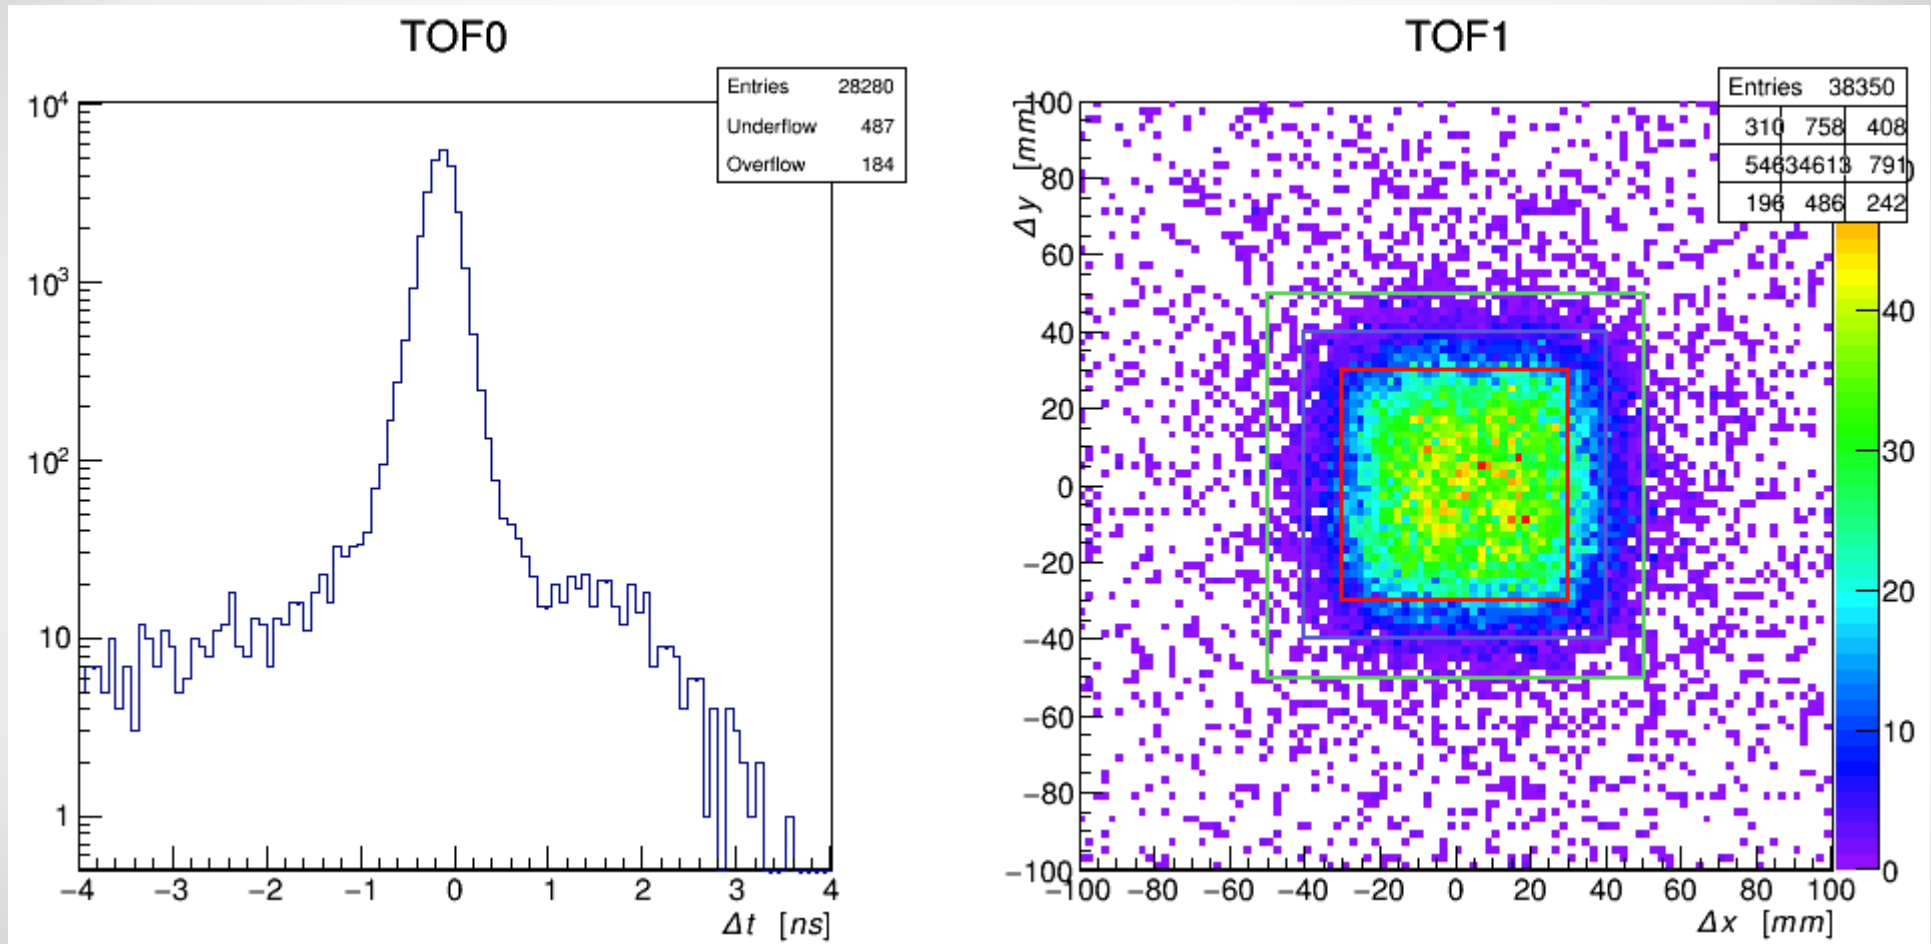 TOF0
Entries 28280
Underflow 487
Overflow 184
10^4
10^3
10^2
10
1
−4 −3 −2 −1 0 1 2 3 4
Δt [ns]
TOF1
Entries 38350
310 758 408
546 34613 791
196 486 242
Δy [mm]
100
80
60
40
20
0
−20
−40
−60
−80
−100
−100 −80 −60 −40 −20 0 20 40 60 80 100
Δx [mm]
40
30
20
10
0